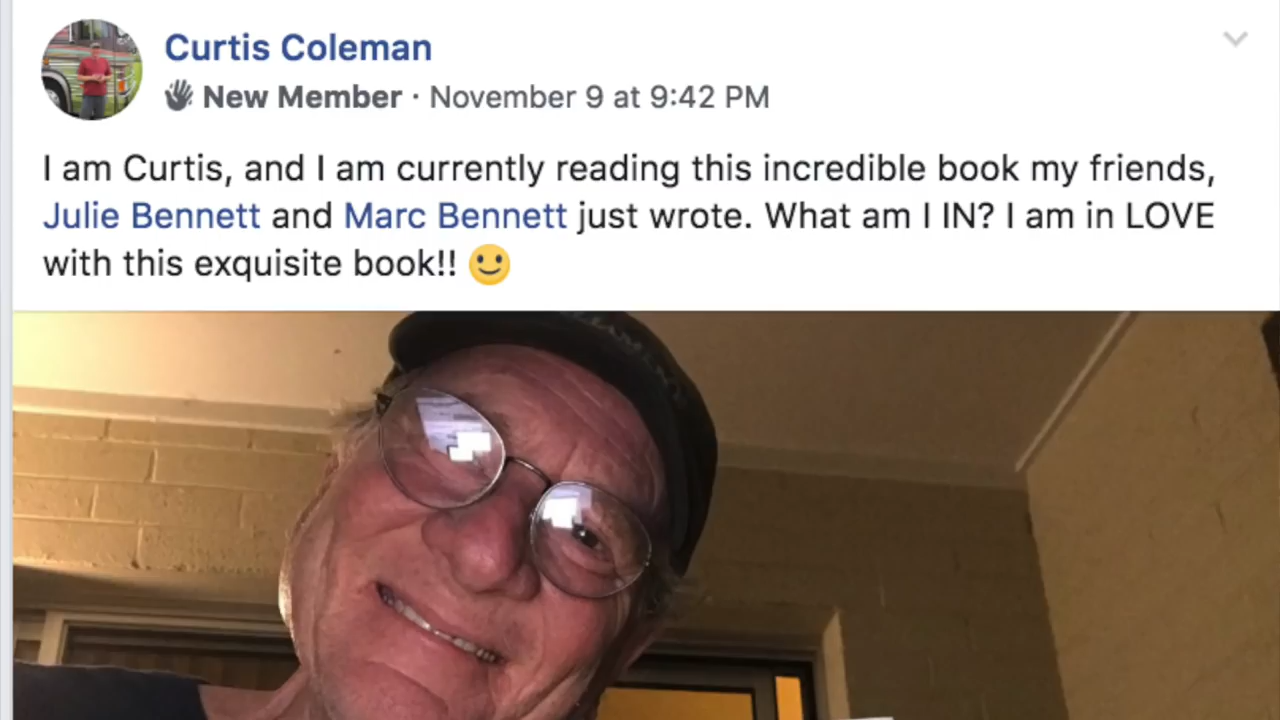 Curtis Coleman
New Member · November 9 at 9:42 PM
I am Curtis, and I am currently reading this incredible book my friends,
Julie Bennett and Marc Bennett just wrote. What am I IN? I am in LOVE
with this exquisite book!! 🙂